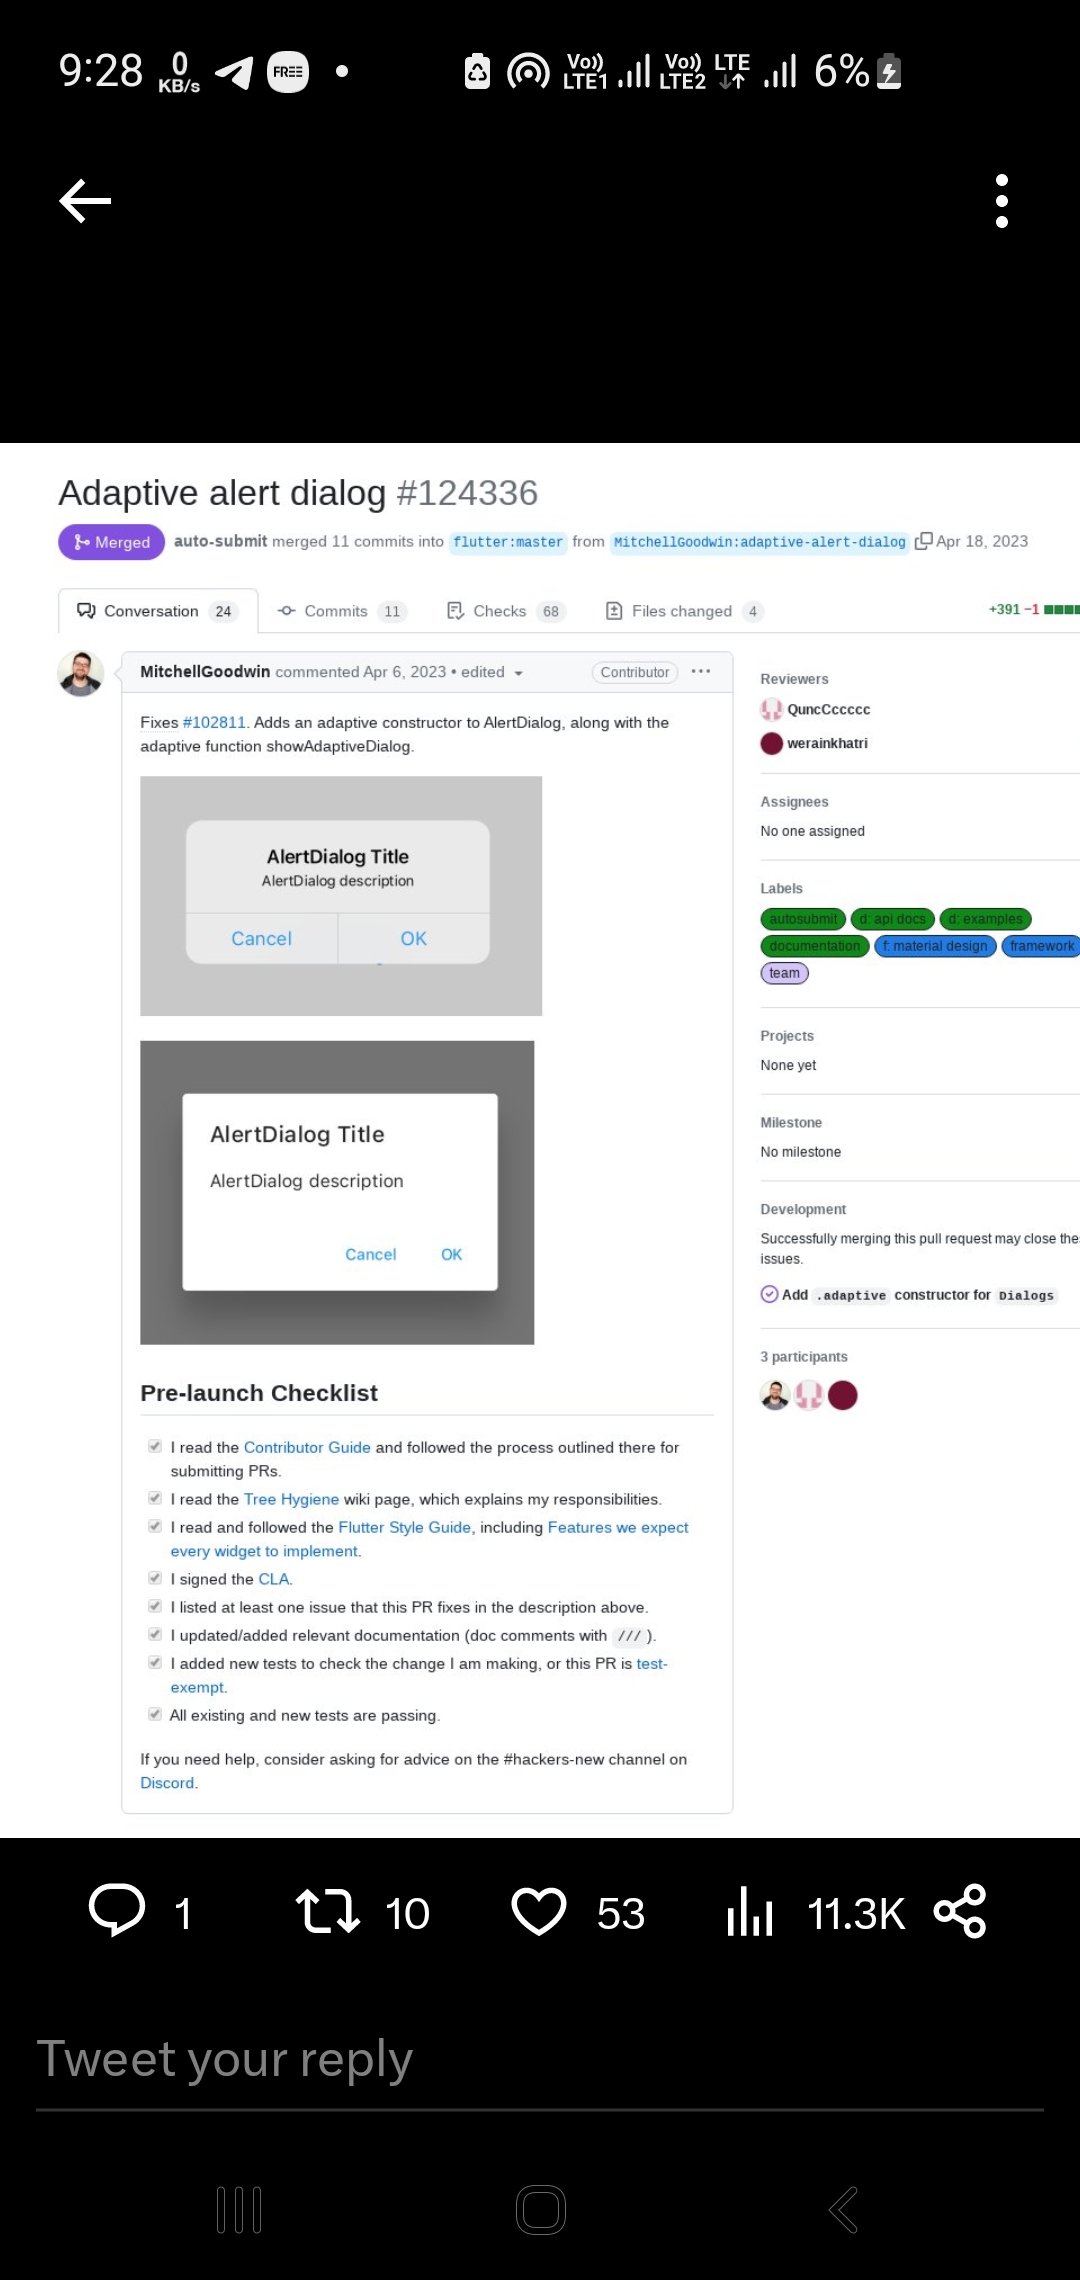 9:28 0 KB/s FREE Vo)) LTE1 Vo)) LTE2 LTE 6%
Adaptive alert dialog #124336
Merged auto-submit merged 11 commits into flutter:master from MitchellGoodwin:adaptive-alert-dialog Apr 18, 2023
Conversation 24 Commits 11 Checks 68 Files changed 4 +391 −1
MitchellGoodwin commented Apr 6, 2023 • edited Contributor
Fixes #102811. Adds an adaptive constructor to AlertDialog, along with the
adaptive function showAdaptiveDialog.
AlertDialog Title
AlertDialog description
Cancel OK
AlertDialog Title
AlertDialog description
Cancel OK
Pre-launch Checklist
I read the Contributor Guide and followed the process outlined there for
submitting PRs.
I read the Tree Hygiene wiki page, which explains my responsibilities.
I read and followed the Flutter Style Guide, including Features we expect
every widget to implement.
I signed the CLA.
I listed at least one issue that this PR fixes in the description above.
I updated/added relevant documentation (doc comments with /// ).
I added new tests to check the change I am making, or this PR is test-
exempt.
All existing and new tests are passing.
If you need help, consider asking for advice on the #hackers-new channel on
Discord.
Reviewers
QuncCccccc
werainkhatri
Assignees
No one assigned
Labels
autosubmit d: api docs d: examples
documentation f: material design framework
team
Projects
None yet
Milestone
No milestone
Development
Successfully merging this pull request may close the
issues.
Add .adaptive constructor for Dialogs
3 participants
1 10 53 11.3K
Tweet your reply